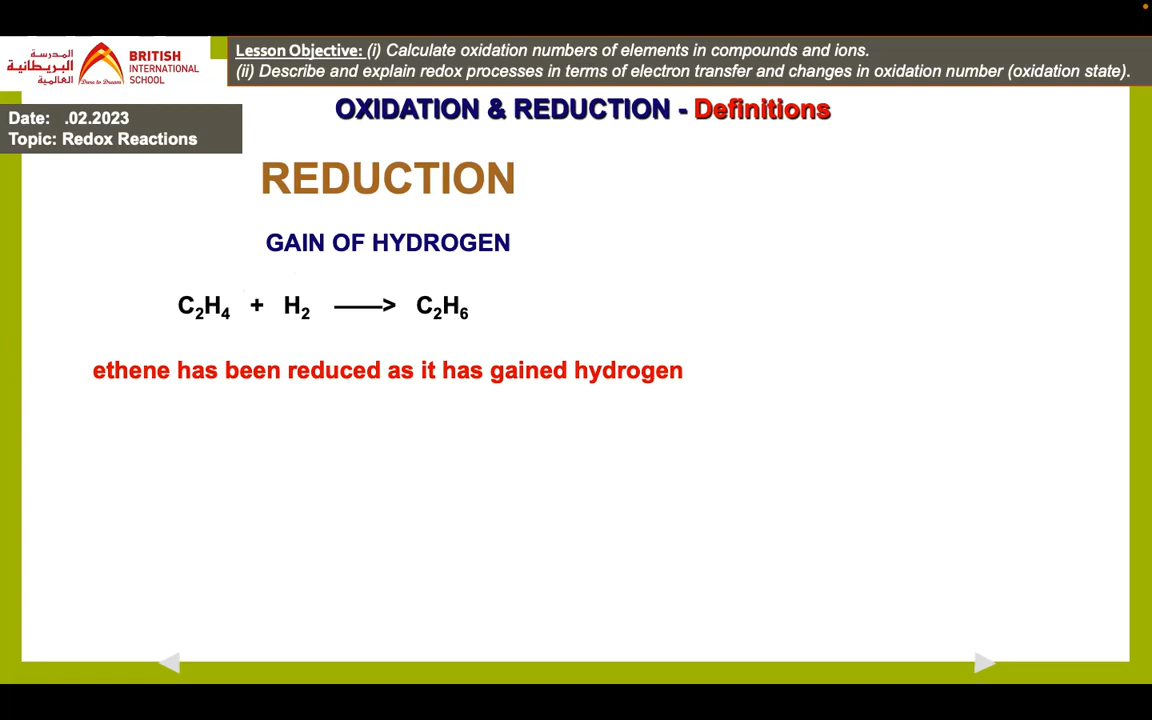 المدرسة
البريطانية
العالمية
Dare to Dream
BRITISH
INTERNATIONAL
SCHOOL
Lesson Objective: (i) Calculate oxidation numbers of elements in compounds and ions.
(ii) Describe and explain redox processes in terms of electron transfer and changes in oxidation number (oxidation state).
Date: .02.2023
Topic: Redox Reactions
OXIDATION & REDUCTION - Definitions
REDUCTION
GAIN OF HYDROGEN
C₂H₄ + H₂ ——> C₂H₆
ethene has been reduced as it has gained hydrogen